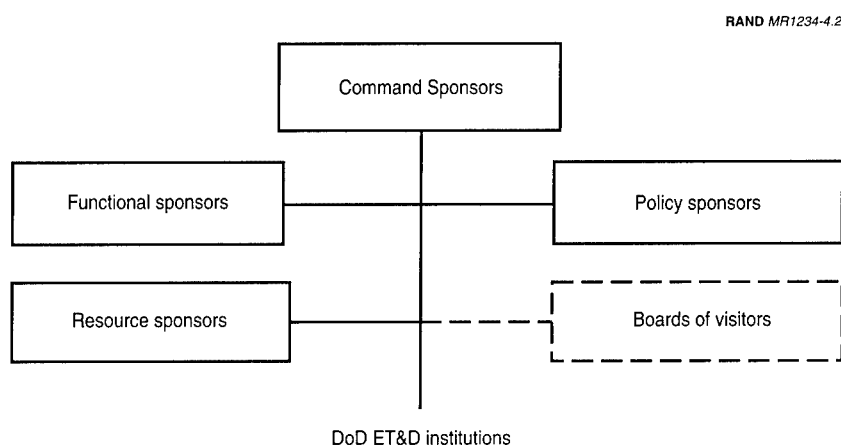 RAND MR1234-4.2
Command Sponsors
Functional sponsors
Policy sponsors
Resource sponsors
Boards of visitors
DoD ET&D institutions